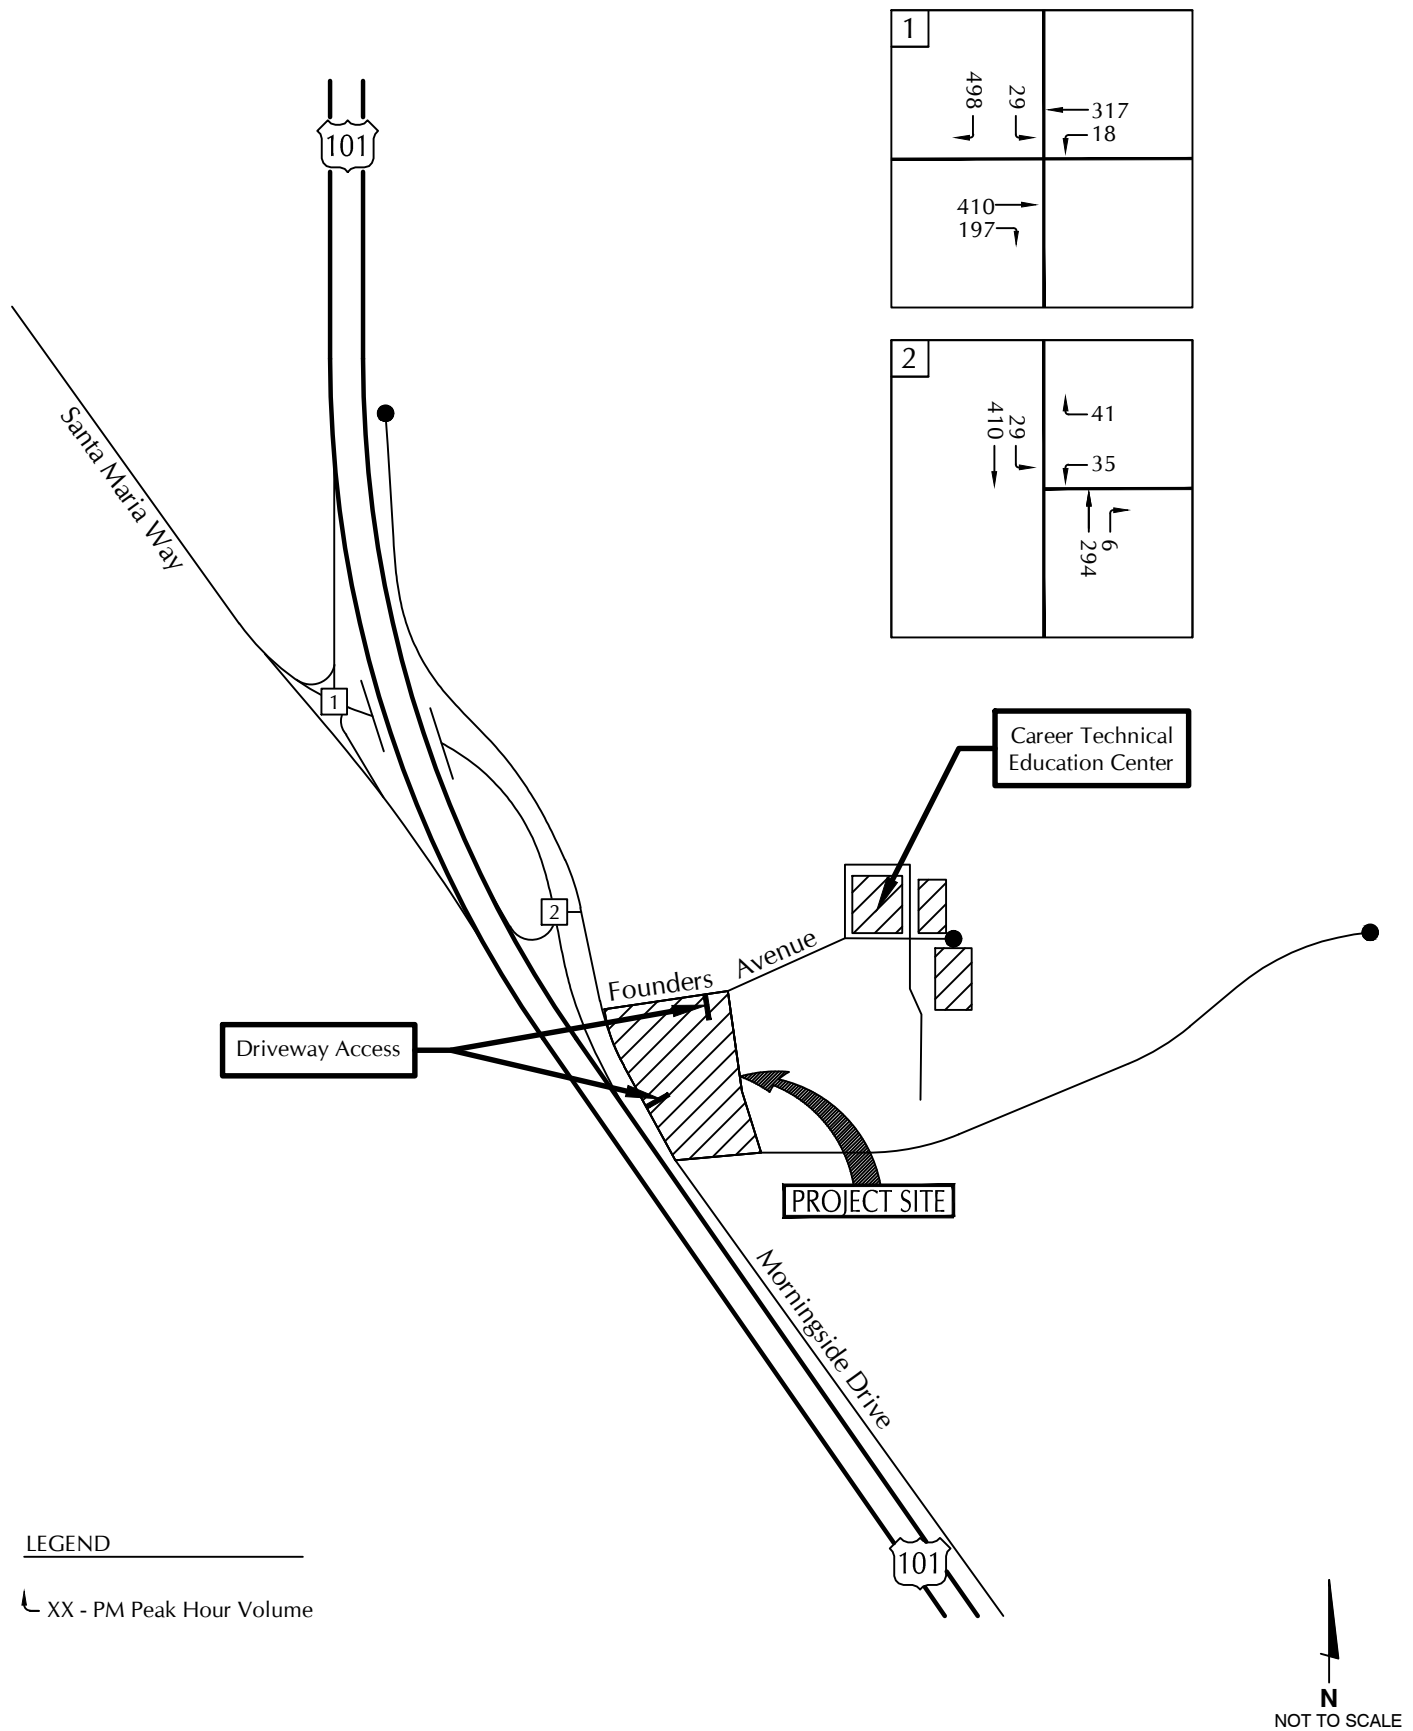 1
498
29
317
18
410
197
101
2
410
29
41
35
6
294
Santa Maria Way
1
Career Technical
Education Center
2
Founders Avenue
Driveway Access
PROJECT SITE
Morningside Drive
101
LEGEND
XX - PM Peak Hour Volume
N
NOT TO SCALE